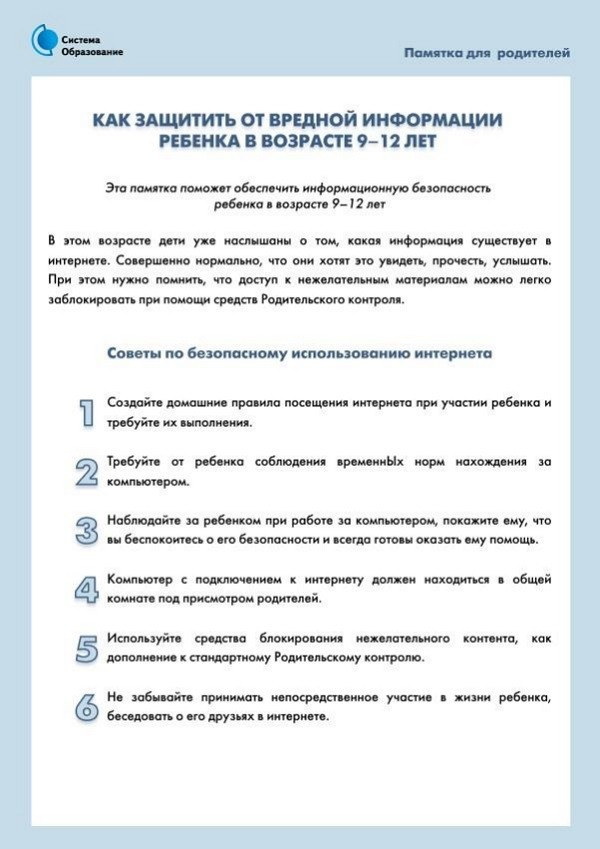 Система
Образование
Памятка для родителей
КАК ЗАЩИТИТЬ ОТ ВРЕДНОЙ ИНФОРМАЦИИ
РЕБЕНКА В ВОЗРАСТЕ 9–12 ЛЕТ
Эта памятка поможет обеспечить информационную безопасность
ребенка в возрасте 9–12 лет
В этом возрасте дети уже наслышаны о том, какая информация существует в
интернете. Совершенно нормально, что они хотят это увидеть, прочесть, услышать.
При этом нужно помнить, что доступ к нежелательным материалам можно легко
заблокировать при помощи средств Родительского контроля.
Советы по безопасному использованию интернета
1 Создайте домашние правила посещения интернета при участии ребенка и
требуйте их выполнения.
2 Требуйте от ребенка соблюдения временнЫх норм нахождения за
компьютером.
3 Наблюдайте за ребенком при работе за компьютером, покажите ему, что
вы беспокоитесь о его безопасности и всегда готовы оказать ему помощь.
4 Компьютер с подключением к интернету должен находиться в общей
комнате под присмотром родителей.
5 Используйте средства блокирования нежелательного контента, как
дополнение к стандартному Родительскому контролю.
6 Не забывайте принимать непосредственное участие в жизни ребенка,
беседовать о его друзьях в интернете.